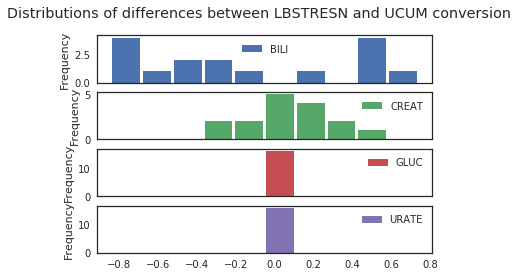 Distributions of differences between LBSTRESN and UCUM conversion
Frequency
2.5
0.0
BILI
Frequency
5
0
CREAT
Frequency
10
0
GLUC
Frequency
10
0
URATE
−0.8 −0.6 −0.4 −0.2 0.0 0.2 0.4 0.6 0.8